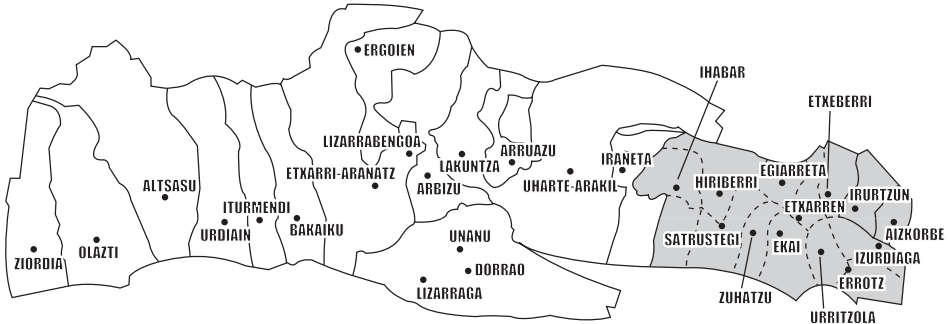 ERGOIEN
IHABAR
ETXEBERRI
LIZARRABENGOA
ARRUAZU
LAKUNTZA
IRANETA
ETXARRI-ARANATZ
EGIARRETA
ALTSASU
ARBIZU
UHARTE-ARAKIL
HIRIBERRI
IRURTZUN
ITURMENDI
ETXARREN
URDIAIN
BAKAIKU
AIZKORBE
UNANU
SATRUSTEGI
EKAI
OLAZTI
ZIORDIA
IZURDIAGA
DORRAO
LIZARRAGA
ERROTZ
ZUHATZU
URRITZOLA